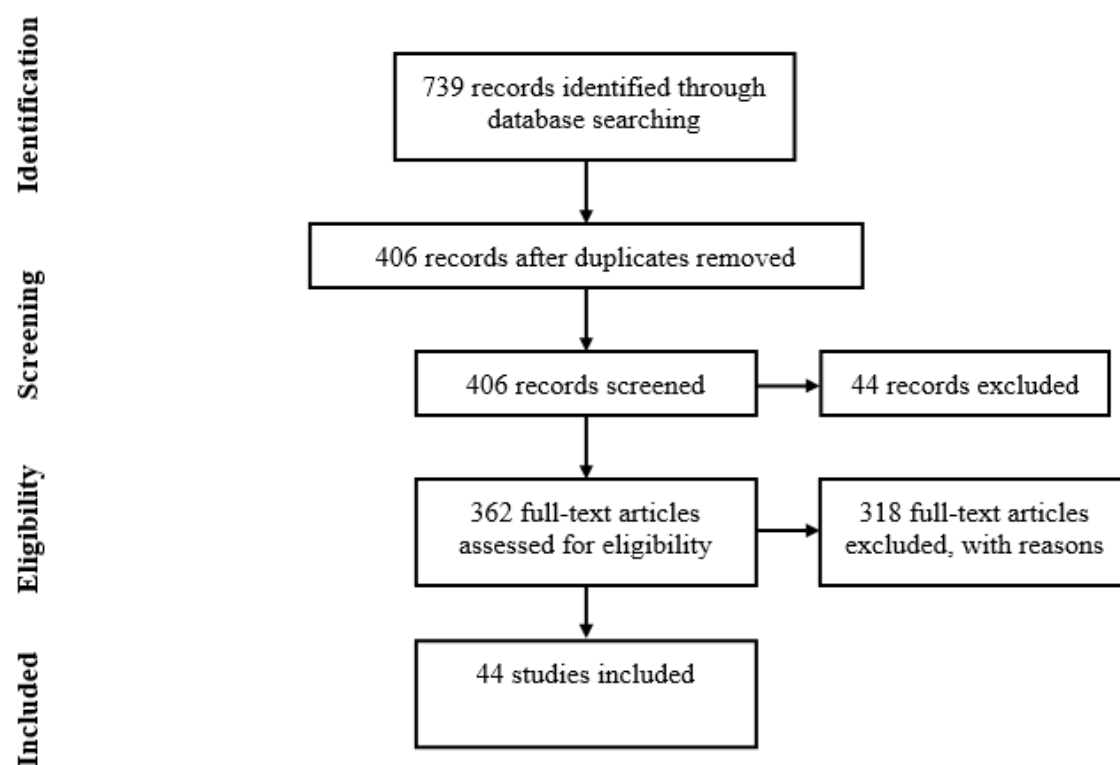 Identification
739 records identified through
database searching
406 records after duplicates removed
Screening
406 records screened
44 records excluded
Eligibility
362 full-text articles
assessed for eligibility
318 full-text articles
excluded, with reasons
Included
44 studies included